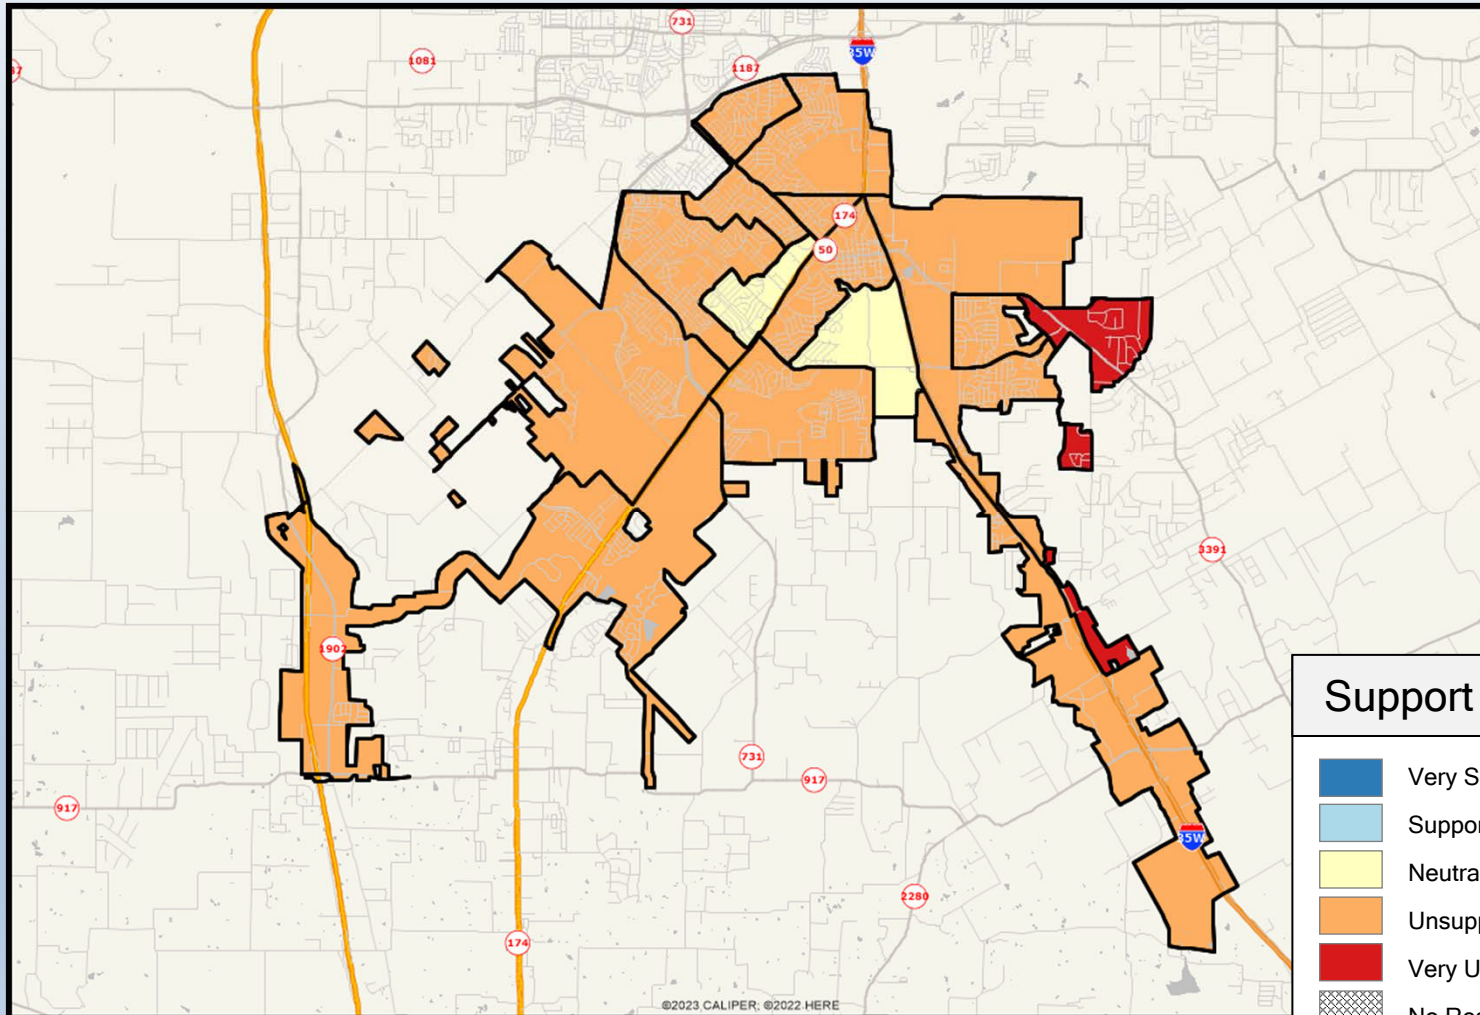 731
1081
1187
35W
174
50
3391
1902
731
917
917
35W
2280
174
©2023 CALIPER; ©2022 HERE
Support
Very S
Suppor
Neutra
Unsupp
Very U